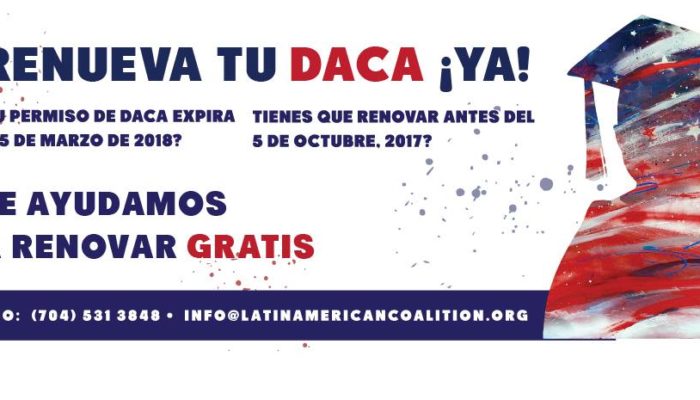 RENUEVA TU DACA ¡YA!
U PERMISO DE DACA EXPIRA
5 DE MARZO DE 2018?
TIENES QUE RENOVAR ANTES DEL
5 DE OCTUBRE, 2017?
E AYUDAMOS
A RENOVAR GRATIS
O: (704) 531 3848 • INFO@LATINAMERICANCOALITION.ORG